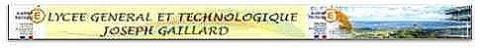 LYCEE GENERAL ET TECHNOLOGIQUE
JOSEPH GAILLARD